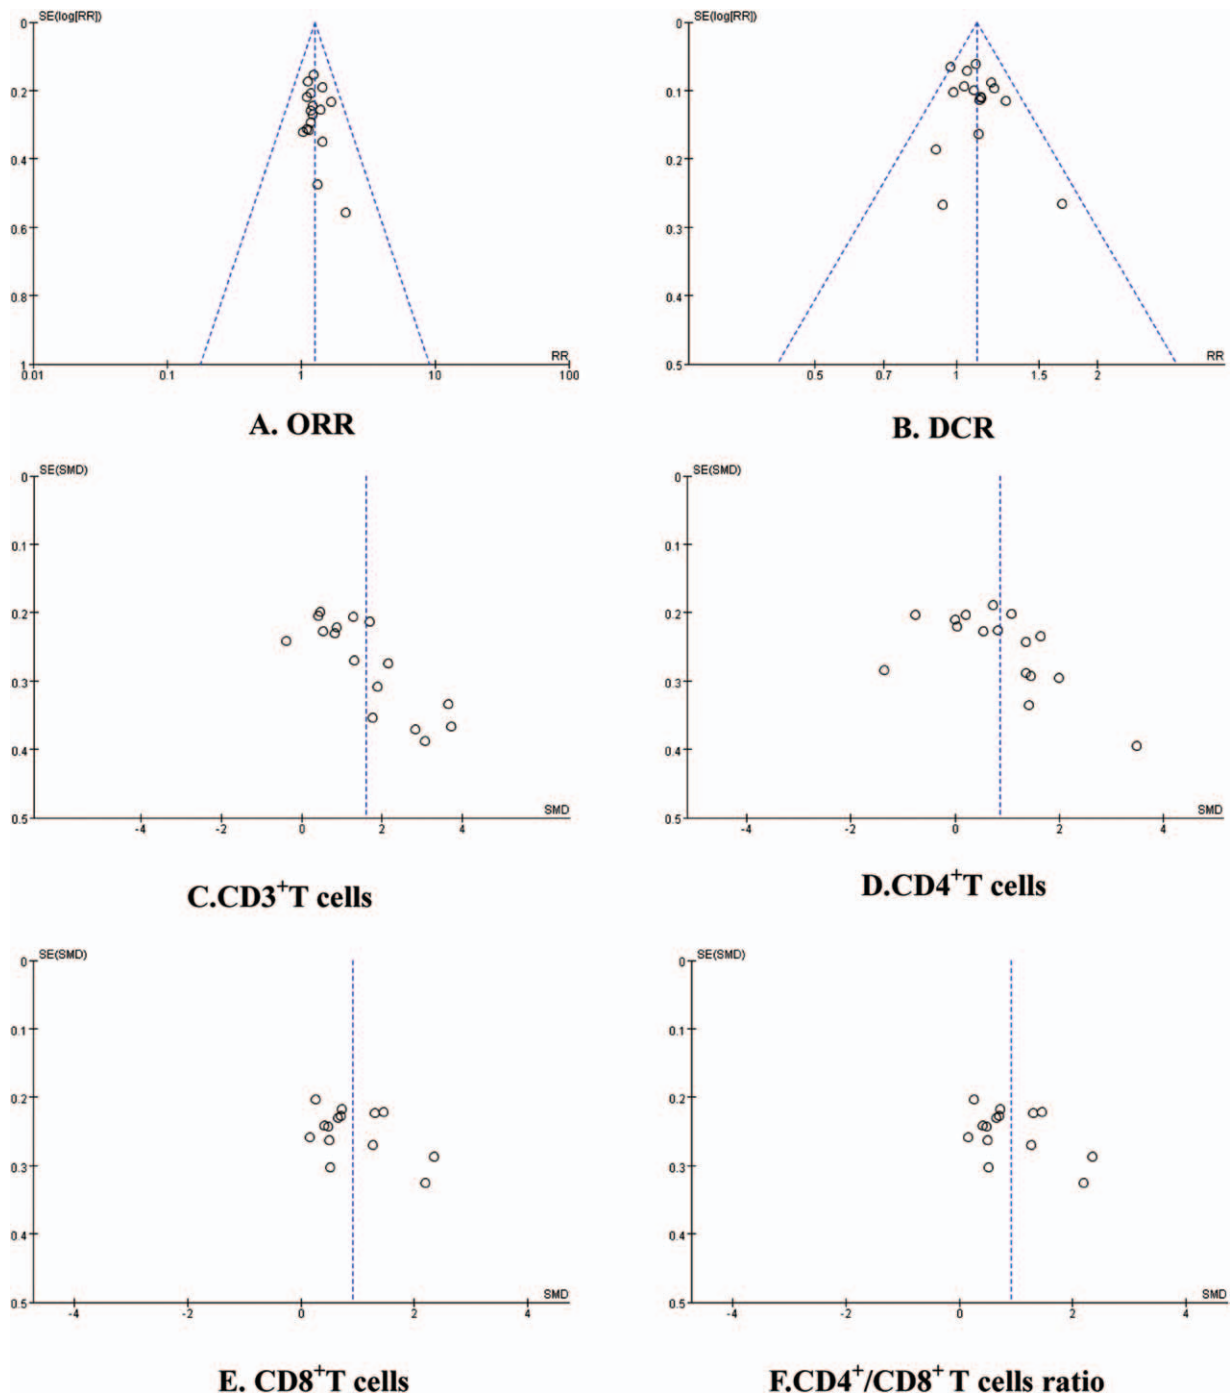 SE(log[RR])
0
0.2
0.4
0.6
0.8
1
0.01 0.1 1 10 100
RR
A. ORR
SE(log[RR])
0
0.1
0.2
0.3
0.4
0.5
0.5 0.7 1 1.5 2
RR
B. DCR
SE(SMD)
0
0.1
0.2
0.3
0.4
0.5
-4 -2 0 2 4
SMD
C.CD3⁺T cells
SE(SMD)
0
0.1
0.2
0.3
0.4
0.5
-4 -2 0 2 4
SMD
D.CD4⁺T cells
SE(SMD)
0
0.1
0.2
0.3
0.4
0.5
-4 -2 0 2 4
SMD
E. CD8⁺T cells
SE(SMD)
0
0.1
0.2
0.3
0.4
0.5
-4 -2 0 2 4
SMD
F.CD4⁺/CD8⁺ T cells ratio